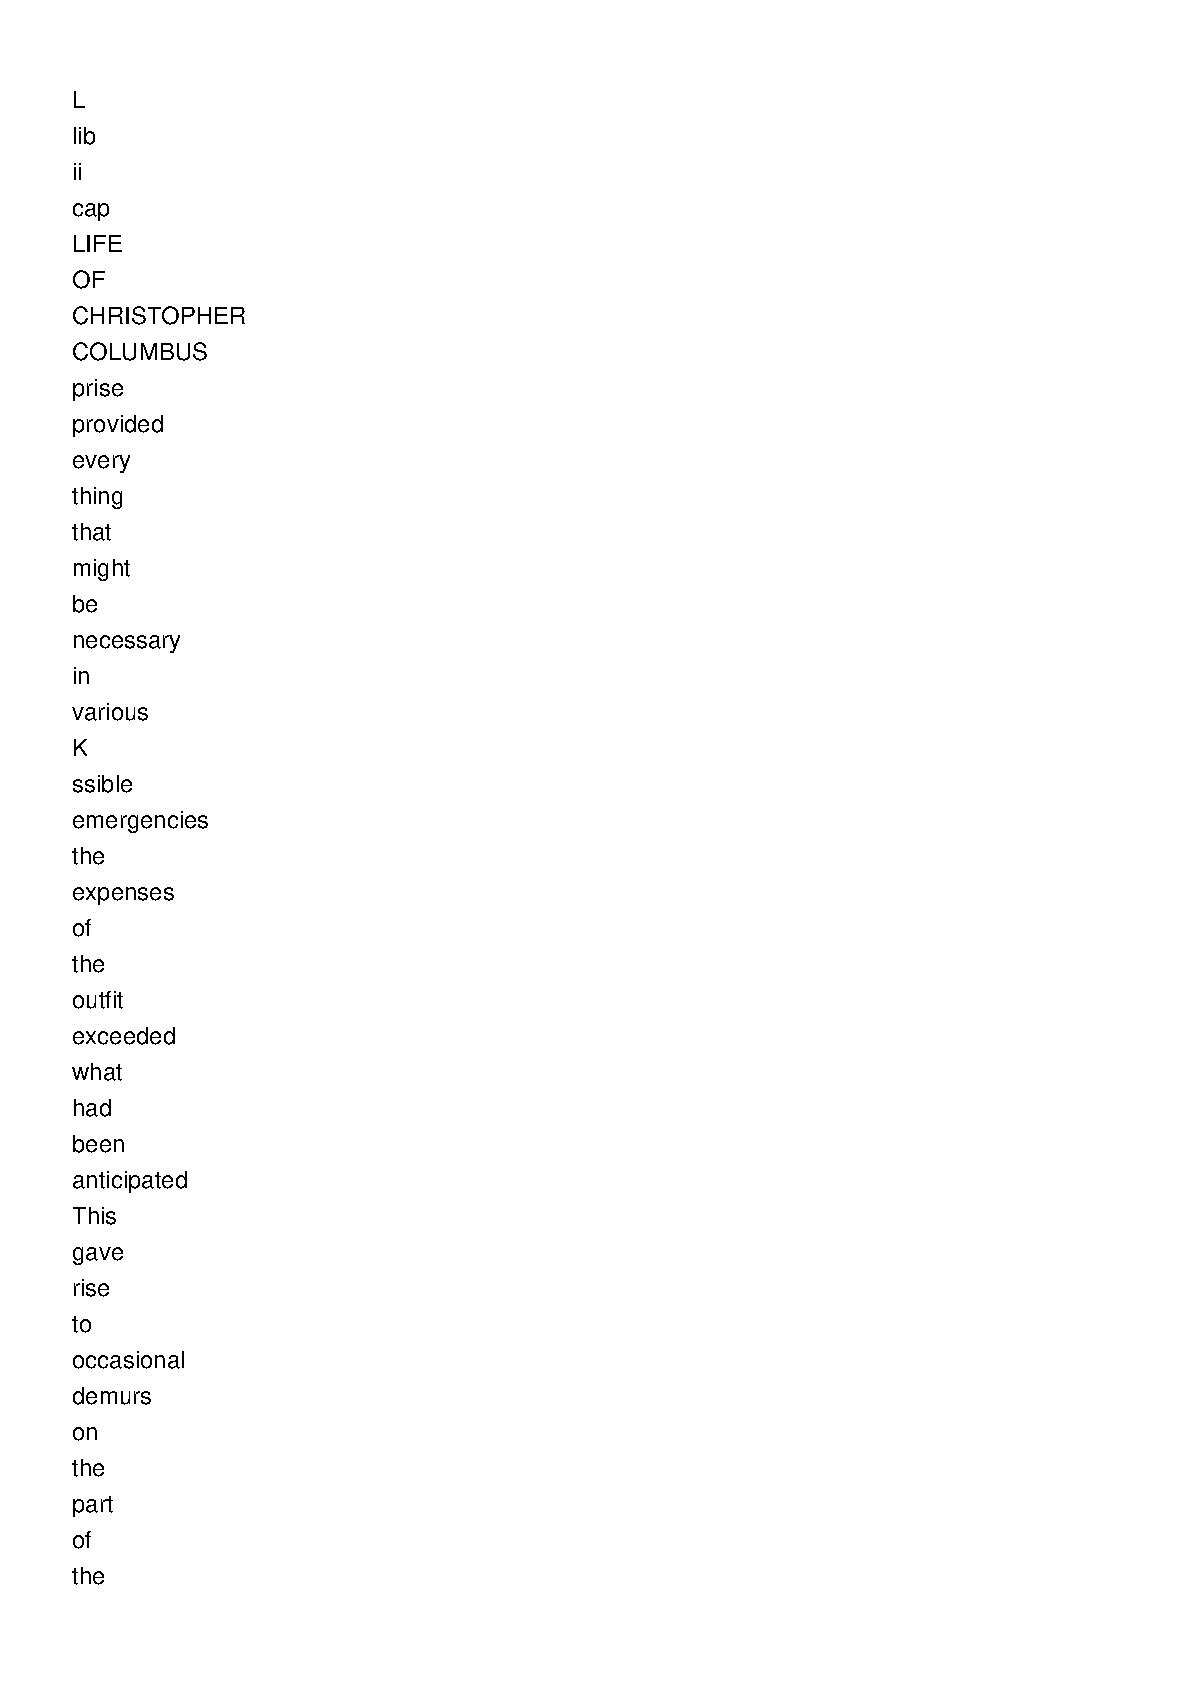 L
lib
ii
cap
LIFE
OF
CHRISTOPHER
COLUMBUS
prise
provided
every
thing
that
might
be
necessary
in
various
K
ssible
emergencies
the
expenses
of
the
outfit
exceeded
what
had
been
anticipated
This
gave
rise
to
occasional
demurs
on
the
part
of
the